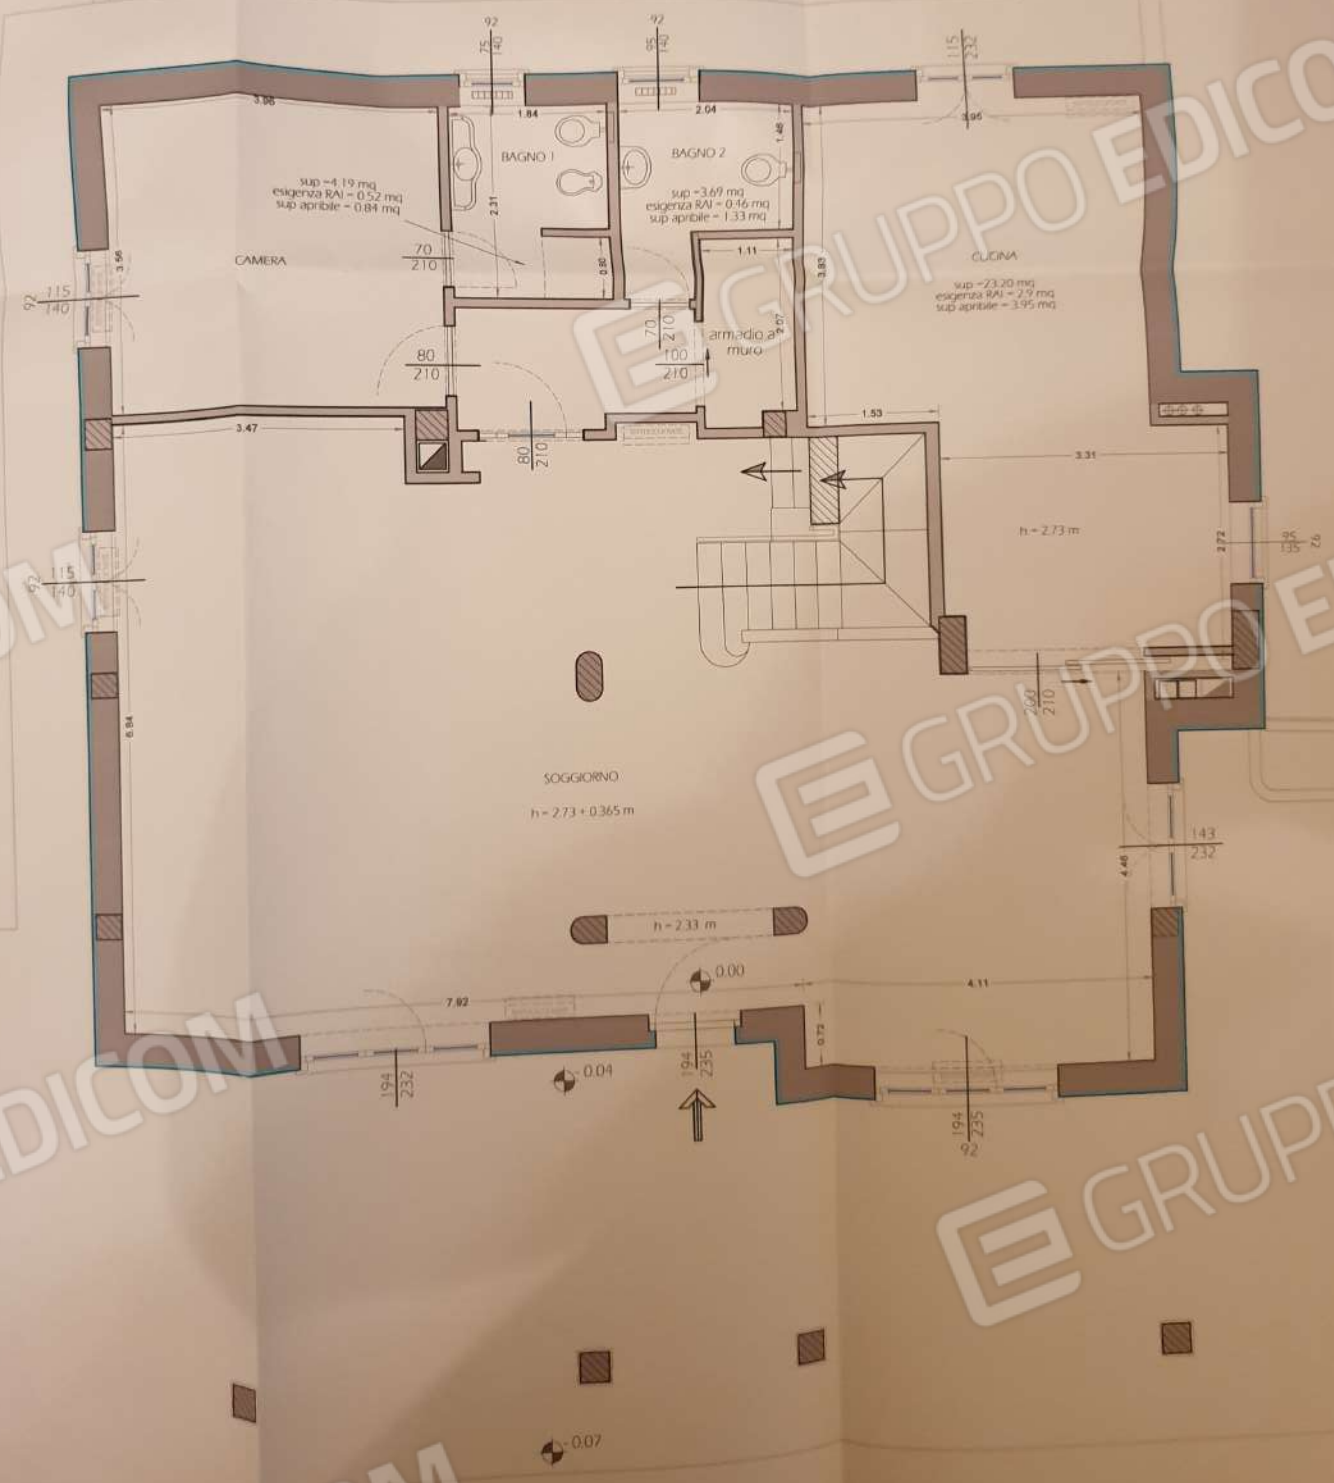 92
75
140
92
95
140
115
232
3.96
1.84
2.04
1.46
3.95
BAGNO 1
BAGNO 2
sup =4.19 mq
esigenza RAI = 0.52 mq
sup apribile = 0.84 mq
sup =3.69 mq
esigenza RAI = 0.46 mq
sup apribile = 1.33 mq
2.31
CAMERA
3.56
70
210
0.80
1.11
3.83
CUCINA
sup =23.20 mq
esigenza RAI = 2.9 mq
sup apribile = 3.95 mq
92
115
140
70
210
armadio a
muro
2.07
80
210
100
210
3.47
80
210
1.53
3.31
h = 2.73 m
2.72
95
135
92
92
115
140
200
210
6.84
SOGGIORNO
h = 2.73 + 0.365 m
143
232
4.46
h = 2.33 m
0.00
7.92
4.11
0.72
194
232
-0.04
194
235
194
235
92
-0.07
GRUPPO EDICOM
GRUPPO E
EDICOM
GRUPP